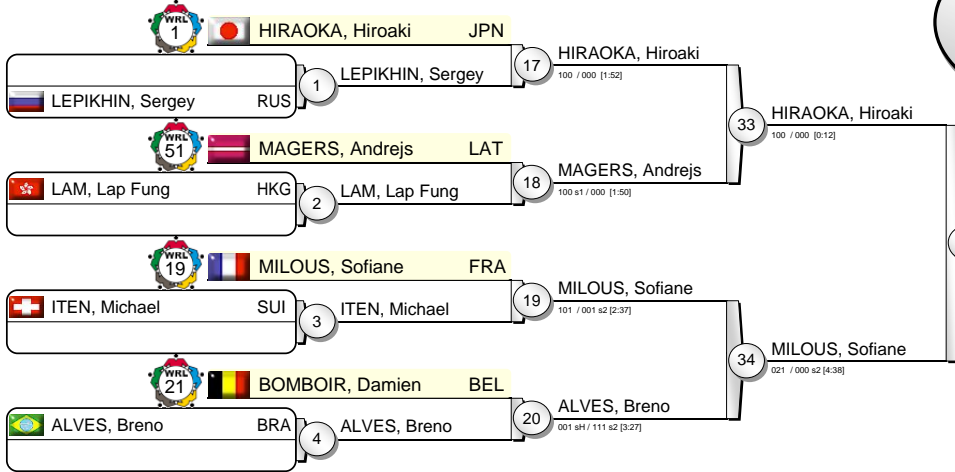 WRL
1
HIRAOKA, Hiroaki JPN
LEPIKHIN, Sergey RUS
1
LEPIKHIN, Sergey
17
HIRAOKA, Hiroaki
100 / 000 [1:52]
WRL
51
MAGERS, Andrejs LAT
LAM, Lap Fung HKG
2
LAM, Lap Fung
18
MAGERS, Andrejs
100 s1 / 000 [1:50]
33
HIRAOKA, Hiroaki
100 / 000 [0:12]
WRL
19
MILOUS, Sofiane FRA
ITEN, Michael SUI
3
ITEN, Michael
19
MILOUS, Sofiane
101 / 001 s2 [2:37]
WRL
21
BOMBOIR, Damien BEL
ALVES, Breno BRA
4
ALVES, Breno
20
ALVES, Breno
001 sH / 111 s2 [3:27]
34
MILOUS, Sofiane
021 / 000 s2 [4:38]